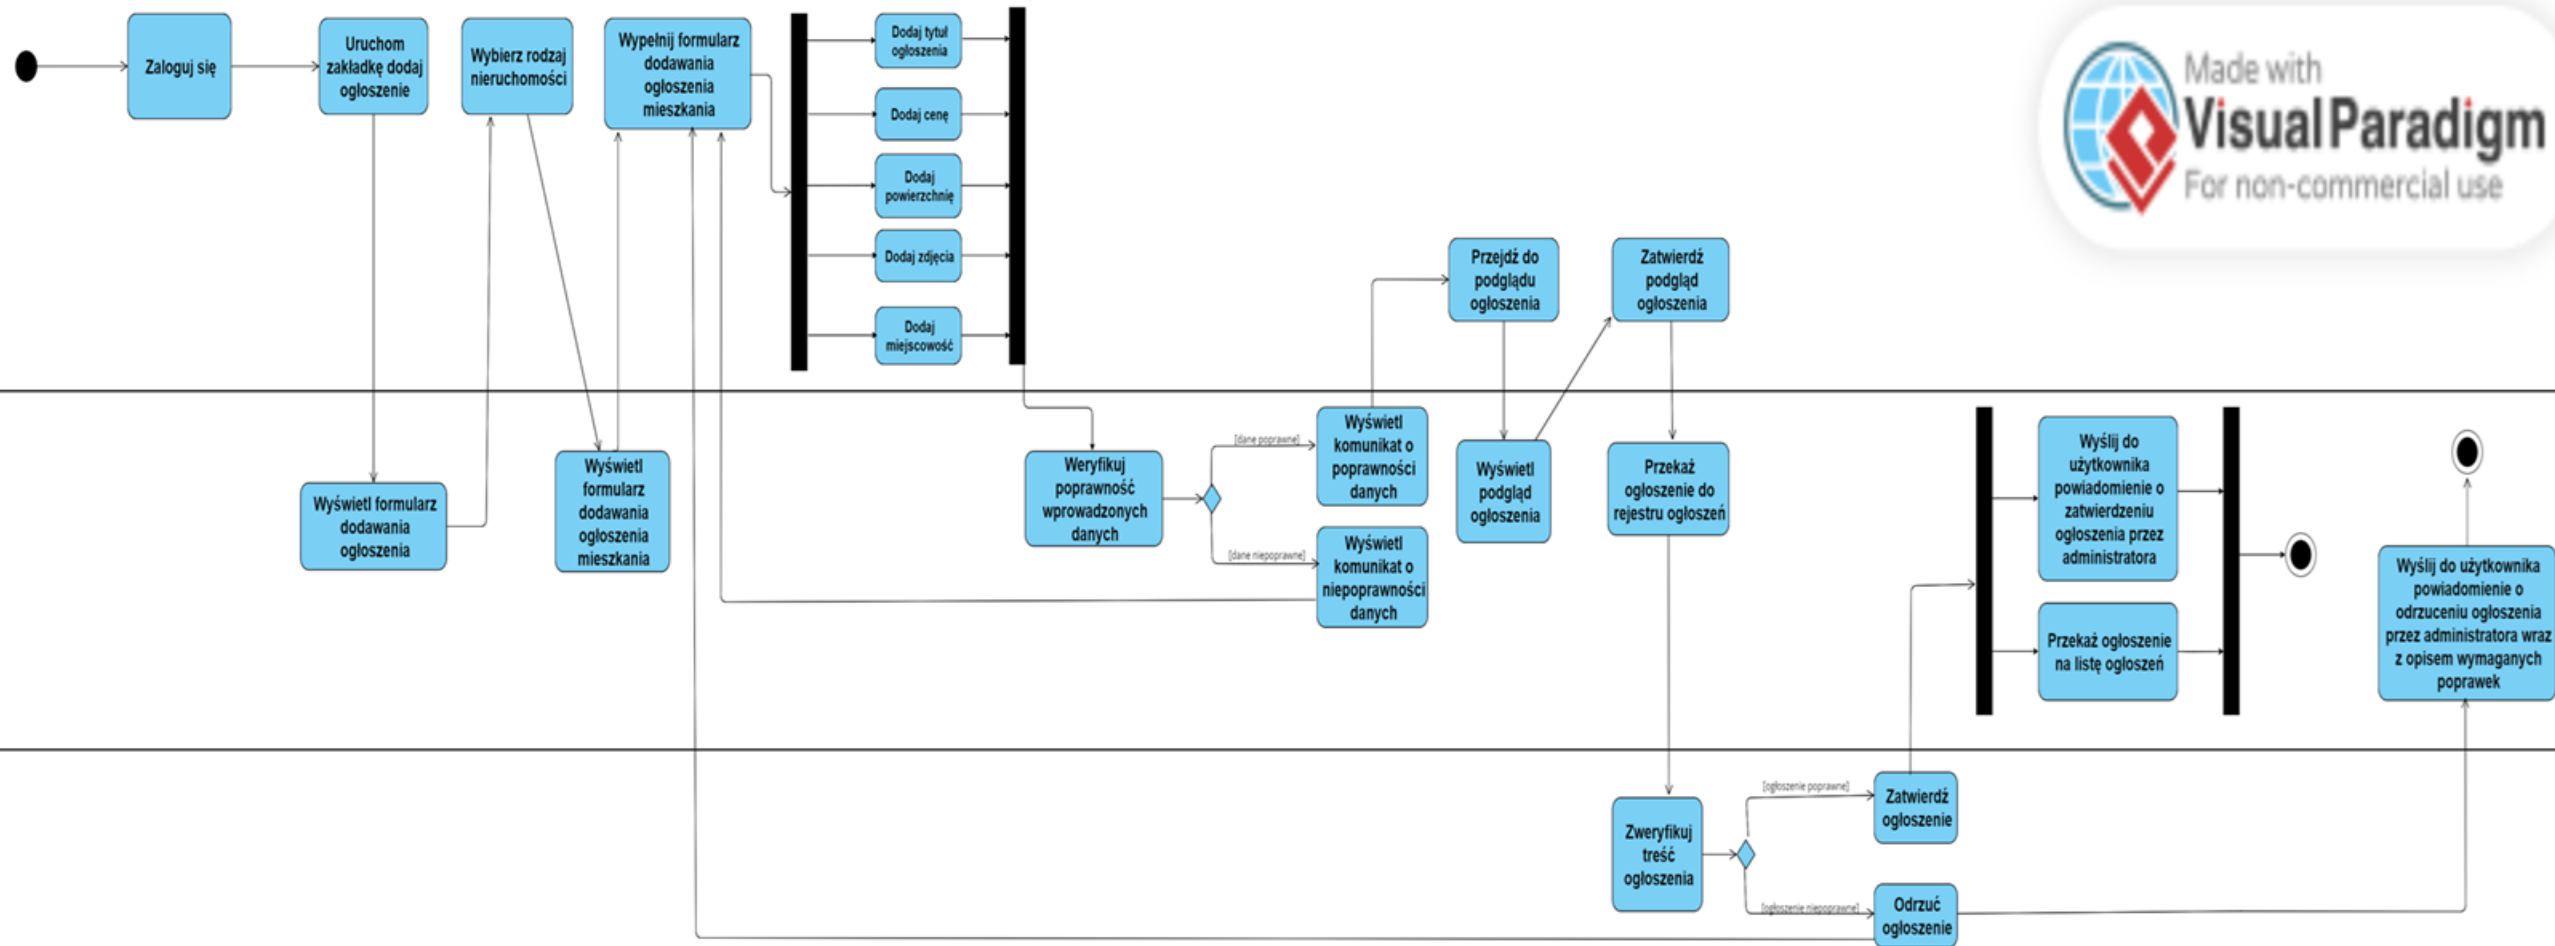 Zaloguj się
Uruchom
zakładkę dodaj
ogłoszenie
Wybierz rodzaj
nieruchomości
Wypełnij formularz
dodawania
ogłoszenia
mieszkania
Dodaj tytuł
ogłoszenia
Dodaj cenę
Dodaj
powierzchnię
Dodaj zdjęcia
Dodaj
miejscowość
Made with
Visual Paradigm
For non-commercial use
Przejdź do
podglądu
ogłoszenia
Zatwierdź
podgląd
ogłoszenia
Wyświetl formularz
dodawania
ogłoszenia
Wyświetl
formularz
dodawania
ogłoszenia
mieszkania
Weryfikuj
poprawność
wprowadzonych
danych
[dane poprawne]
[dane niepoprawne]
Wyświetl
komunikat o
poprawności
danych
Wyświetl
komunikat o
niepoprawności
danych
Wyświetl
podgląd
ogłoszenia
Przekaż
ogłoszenie do
rejestru ogłoszeń
Wyślij do
użytkownika
powiadomienie o
zatwierdzeniu
ogłoszenia przez
administratora
Przekaż ogłoszenie
na listę ogłoszeń
Wyślij do użytkownika
powiadomienie o
odrzuceniu ogłoszenia
przez administratora wraz
z opisem wymaganych
poprawek
Zweryfikuj
treść
ogłoszenia
[ogłoszenie poprawne]
[ogłoszenie niepoprawne]
Zatwierdź
ogłoszenie
Odrzuć
ogłoszenie